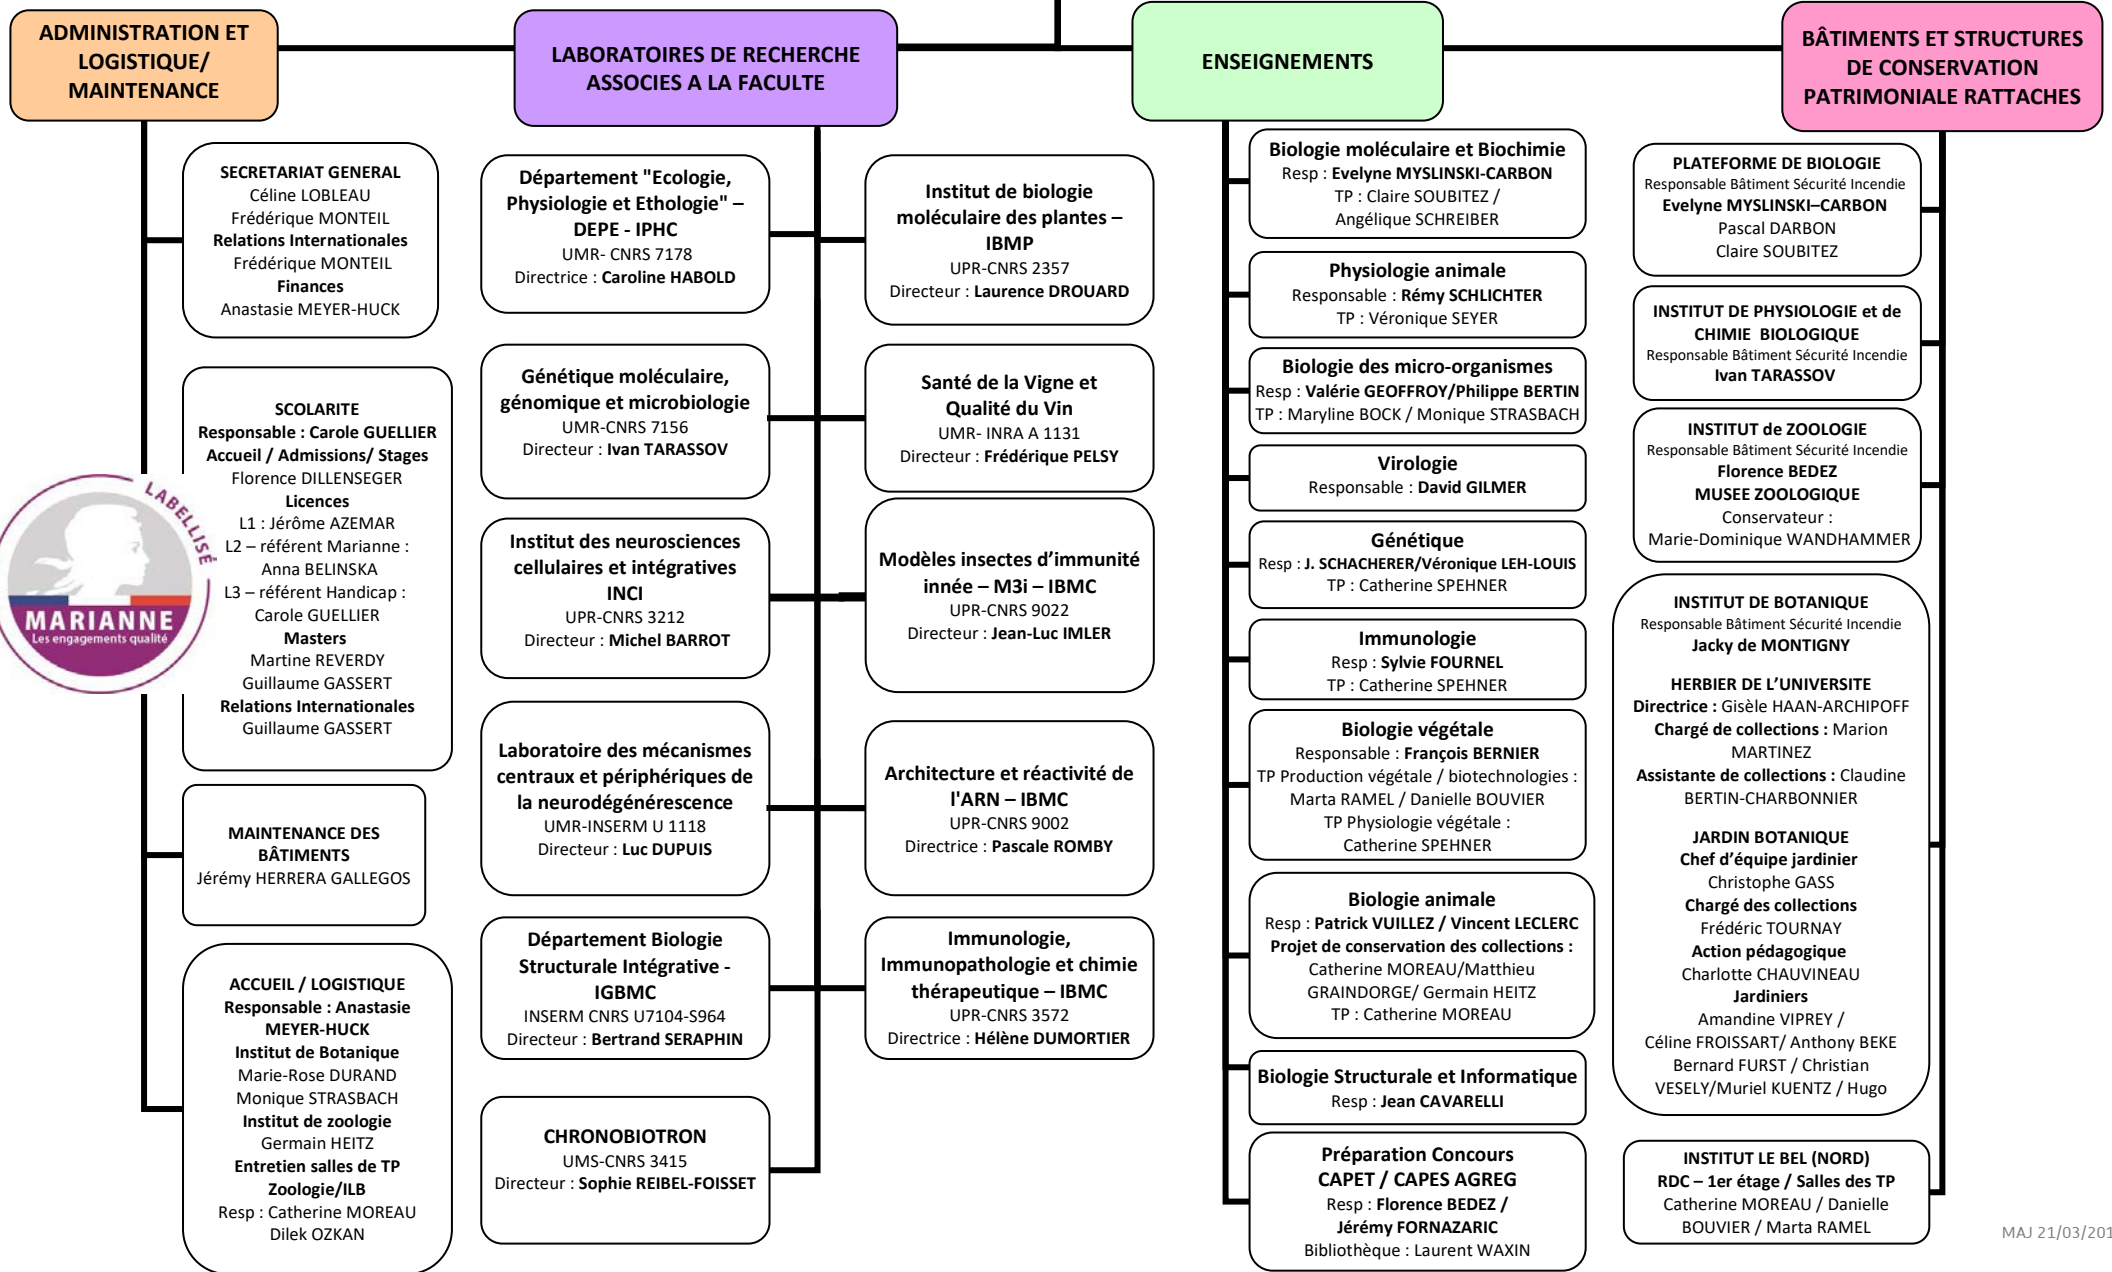 ADMINISTRATION ET
LOGISTIQUE/
MAINTENANCE
SECRETARIAT GENERAL
Céline LOBLEAU
Frédérique MONTEIL
Relations Internationales
Frédérique MONTEIL
Finances
Anastasie MEYER-HUCK
SCOLARITE
Responsable : Carole GUELLIER
Accueil / Admissions/ Stages
Florence DILLENSEGER
Licences
L1 : Jérôme AZEMAR
L2 – référent Marianne :
Anna BELINSKA
L3 – référent Handicap :
Carole GUELLIER
Masters
Martine REVERDY
Guillaume GASSERT
Relations Internationales
Guillaume GASSERT
LABELLISÉ
MARIANNE
Les engagements qualité
MAINTENANCE DES
BÂTIMENTS
Jérémy HERRERA GALLEGOS
ACCUEIL / LOGISTIQUE
Responsable : Anastasie
MEYER-HUCK
Institut de Botanique
Marie-Rose DURAND
Monique STRASBACH
Institut de zoologie
Germain HEITZ
Entretien salles de TP
Zoologie/ILB
Resp : Catherine MOREAU
Dilek OZKAN
LABORATOIRES DE RECHERCHE
ASSOCIES A LA FACULTE
Département "Ecologie,
Physiologie et Ethologie" –
DEPE - IPHC
UMR- CNRS 7178
Directrice : Caroline HABOLD
Génétique moléculaire,
génomique et microbiologie
UMR-CNRS 7156
Directeur : Ivan TARASSOV
Institut des neurosciences
cellulaires et intégratives
INCI
UPR-CNRS 3212
Directeur : Michel BARROT
Laboratoire des mécanismes
centraux et périphériques de
la neurodégénérescence
UMR-INSERM U 1118
Directeur : Luc DUPUIS
Département Biologie
Structurale Intégrative -
IGBMC
INSERM CNRS U7104-S964
Directeur : Bertrand SERAPHIN
CHRONOBIOTRON
UMS-CNRS 3415
Directeur : Sophie REIBEL-FOISSET
Institut de biologie
moléculaire des plantes –
IBMP
UPR-CNRS 2357
Directeur : Laurence DROUARD
Santé de la Vigne et
Qualité du Vin
UMR- INRA A 1131
Directeur : Frédérique PELSY
Modèles insectes d’immunité
innée – M3i – IBMC
UPR-CNRS 9022
Directeur : Jean-Luc IMLER
Architecture et réactivité de
l'ARN – IBMC
UPR-CNRS 9002
Directrice : Pascale ROMBY
Immunologie,
Immunopathologie et chimie
thérapeutique – IBMC
UPR-CNRS 3572
Directrice : Hélène DUMORTIER
ENSEIGNEMENTS
Biologie moléculaire et Biochimie
Resp : Evelyne MYSLINSKI-CARBON
TP : Claire SOUBITEZ /
Angélique SCHREIBER
Physiologie animale
Responsable : Rémy SCHLICHTER
TP : Véronique SEYER
Biologie des micro-organismes
Resp : Valérie GEOFFROY/Philippe BERTIN
TP : Maryline BOCK / Monique STRASBACH
Virologie
Responsable : David GILMER
Génétique
Resp : J. SCHACHERER/Véronique LEH-LOUIS
TP : Catherine SPEHNER
Immunologie
Resp : Sylvie FOURNEL
TP : Catherine SPEHNER
Biologie végétale
Responsable : François BERNIER
TP Production végétale / biotechnologies :
Marta RAMEL / Danielle BOUVIER
TP Physiologie végétale :
Catherine SPEHNER
Biologie animale
Resp : Patrick VUILLEZ / Vincent LECLERC
Projet de conservation des collections :
Catherine MOREAU/Matthieu
GRAINDORGE/ Germain HEITZ
TP : Catherine MOREAU
Biologie Structurale et Informatique
Resp : Jean CAVARELLI
Préparation Concours
CAPET / CAPES AGREG
Resp : Florence BEDEZ /
Jérémy FORNAZARIC
Bibliothèque : Laurent WAXIN
BÂTIMENTS ET STRUCTURES
DE CONSERVATION
PATRIMONIALE RATTACHES
PLATEFORME DE BIOLOGIE
Responsable Bâtiment Sécurité Incendie
Evelyne MYSLINSKI–CARBON
Pascal DARBON
Claire SOUBITEZ
INSTITUT DE PHYSIOLOGIE et de
CHIMIE BIOLOGIQUE
Responsable Bâtiment Sécurité Incendie
Ivan TARASSOV
INSTITUT de ZOOLOGIE
Responsable Bâtiment Sécurité Incendie
Florence BEDEZ
MUSEE ZOOLOGIQUE
Conservateur :
Marie-Dominique WANDHAMMER
INSTITUT DE BOTANIQUE
Responsable Bâtiment Sécurité Incendie
Jacky de MONTIGNY
HERBIER DE L’UNIVERSITE
Directrice : Gisèle HAAN-ARCHIPOFF
Chargé de collections : Marion
MARTINEZ
Assistante de collections : Claudine
BERTIN-CHARBONNIER
JARDIN BOTANIQUE
Chef d’équipe jardinier
Christophe GASS
Chargé des collections
Frédéric TOURNAY
Action pédagogique
Charlotte CHAUVINEAU
Jardiniers
Amandine VIPREY /
Céline FROISSART/ Anthony BEKE
Bernard FURST / Christian
VESELY/Muriel KUENTZ / Hugo
INSTITUT LE BEL (NORD)
RDC – 1er étage / Salles des TP
Catherine MOREAU / Danielle
BOUVIER / Marta RAMEL
MAJ 21/03/201